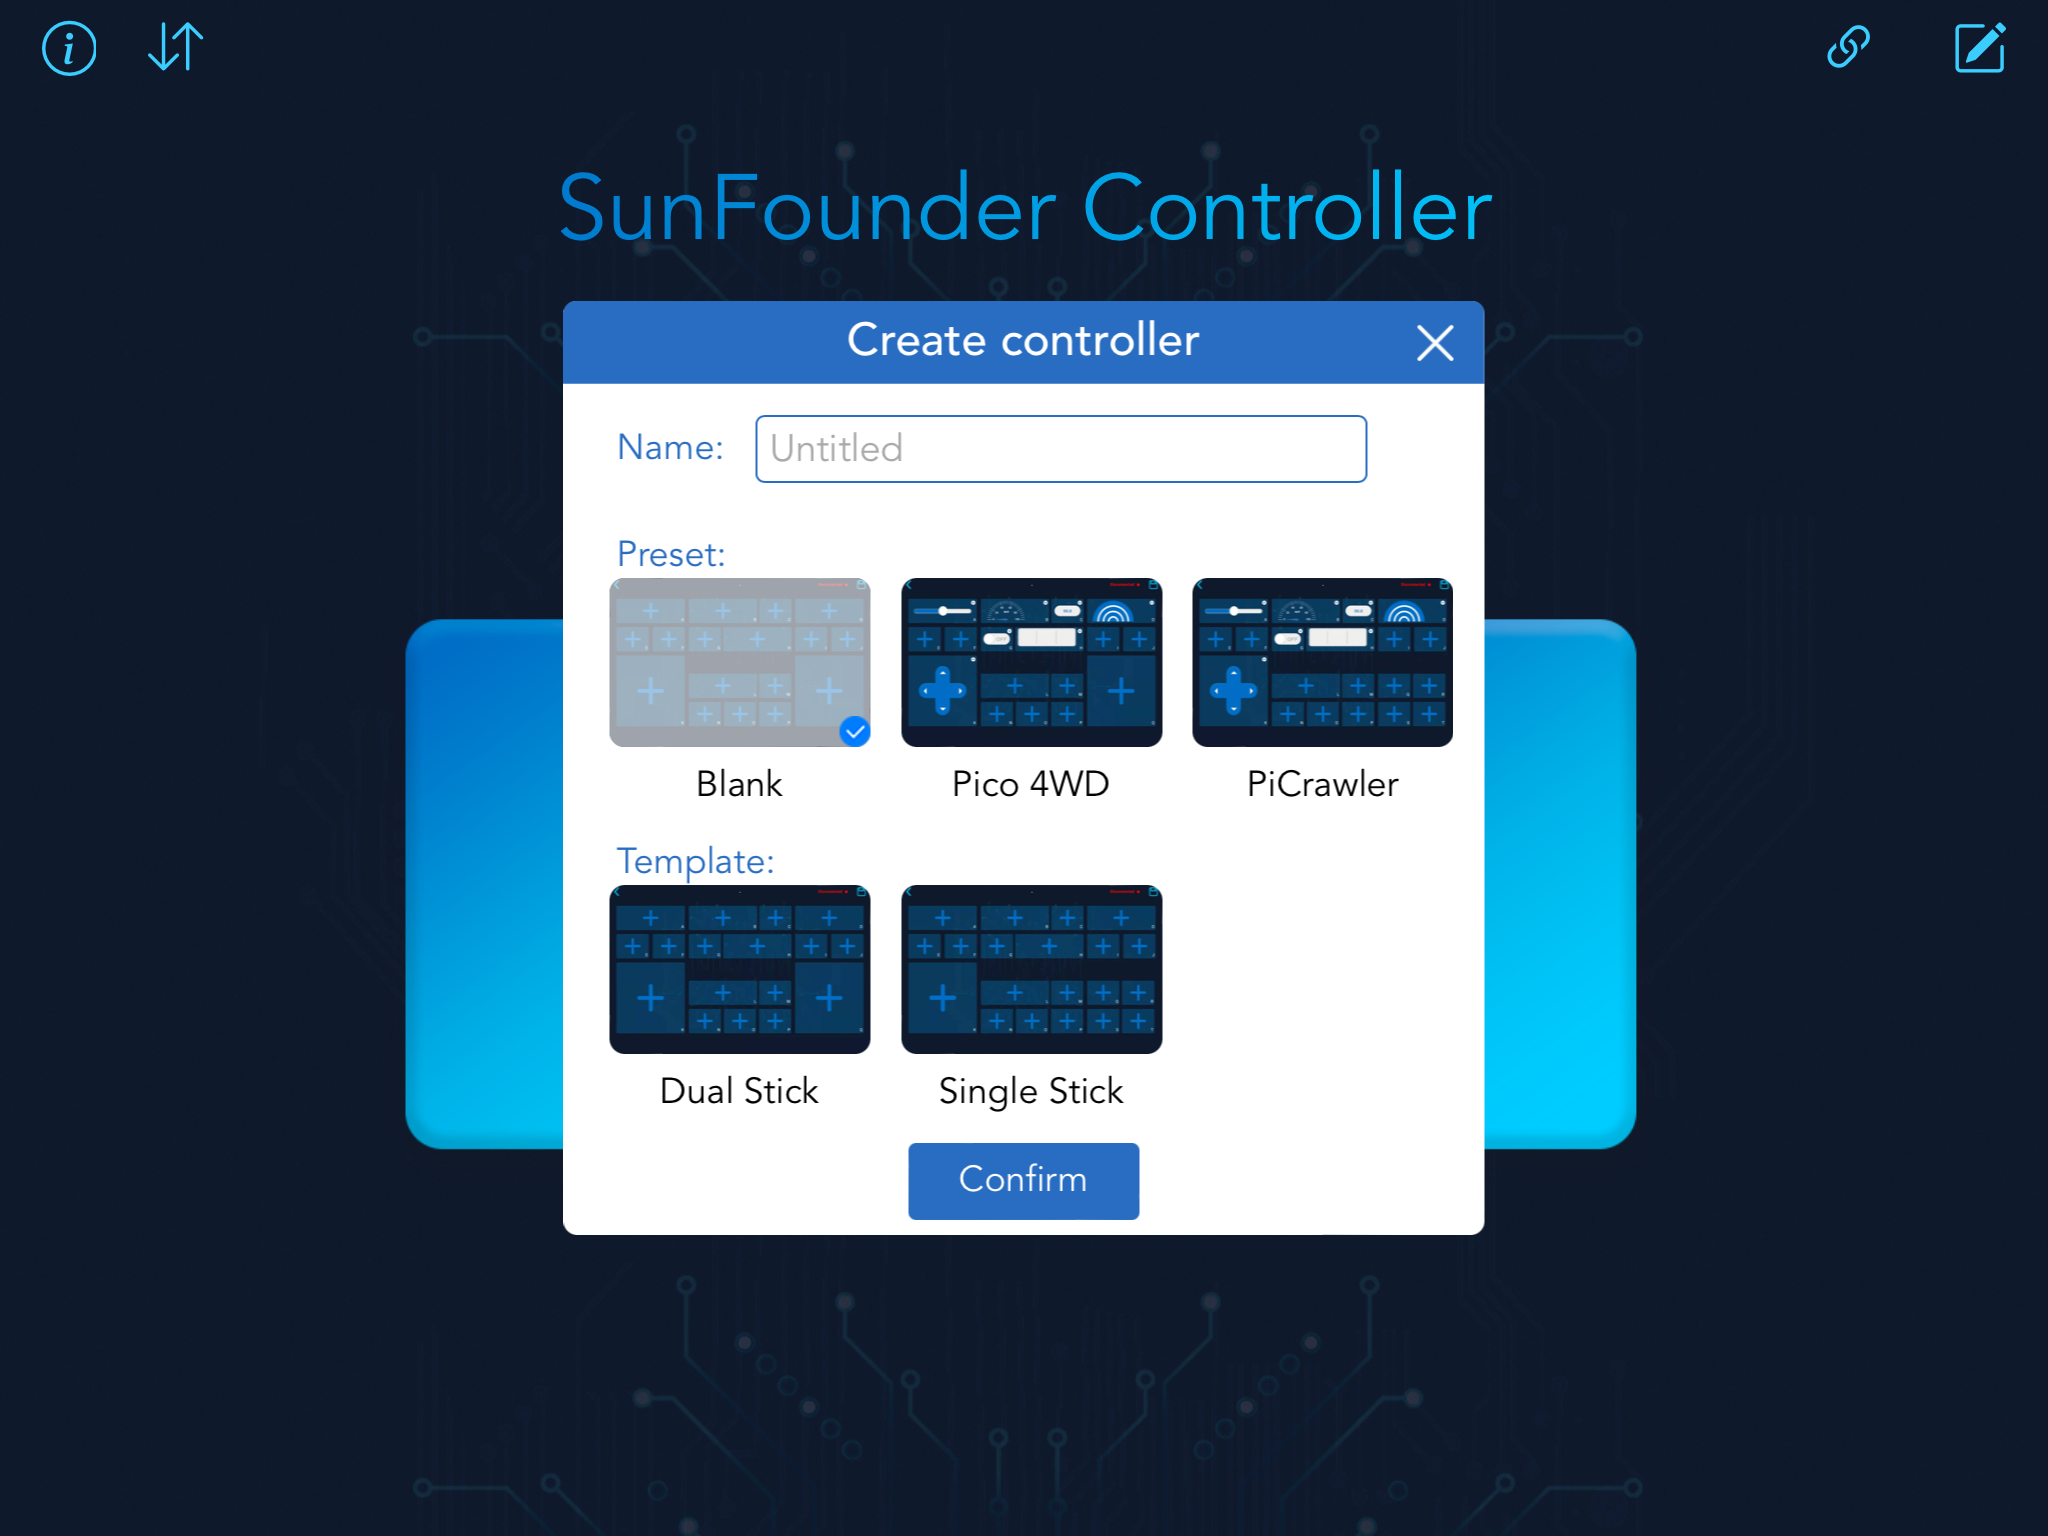 SunFounder Controller
Create controller
Name: Untitled
Preset:
Blank Pico 4WD PiCrawler
Template:
Dual Stick Single Stick
Confirm